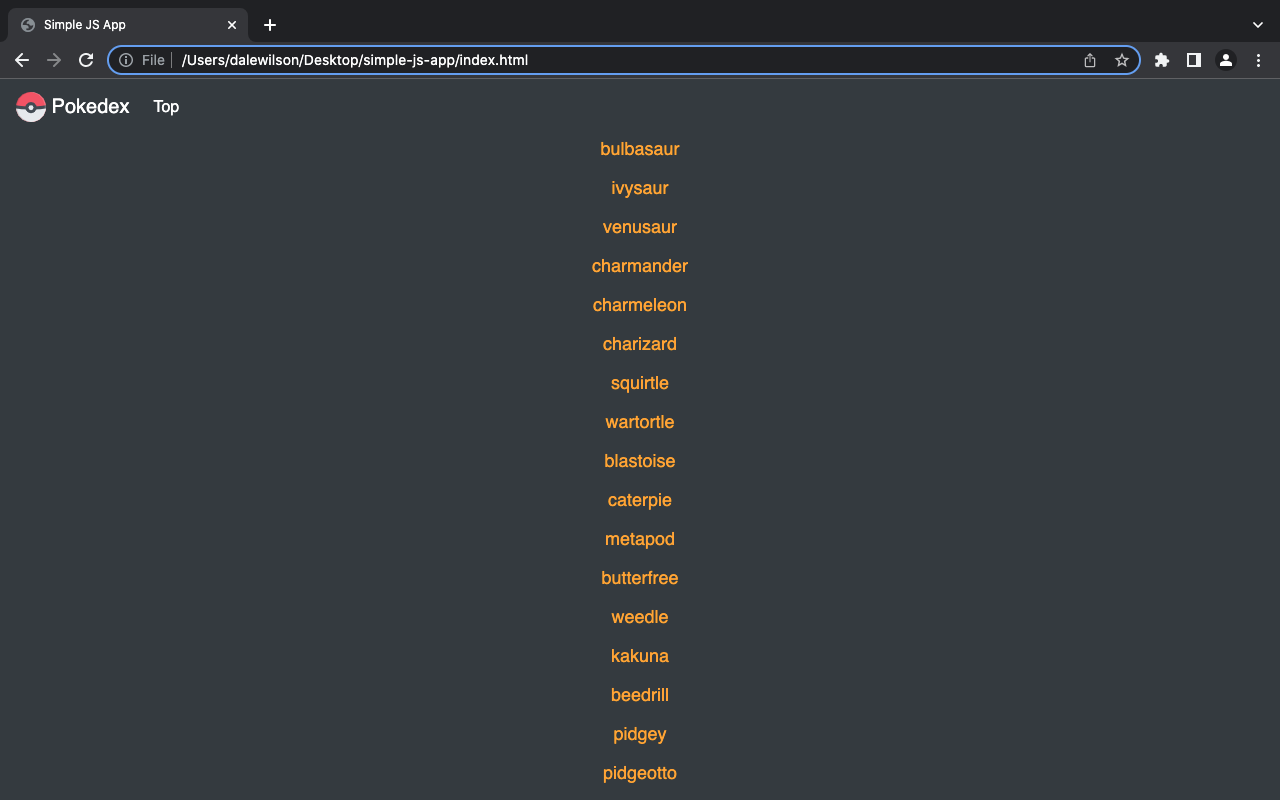 Simple JS App
File /Users/dalewilson/Desktop/simple-js-app/index.html
Pokedex Top
bulbasaur
ivysaur
venusaur
charmander
charmeleon
charizard
squirtle
wartortle
blastoise
caterpie
metapod
butterfree
weedle
kakuna
beedrill
pidgey
pidgeotto